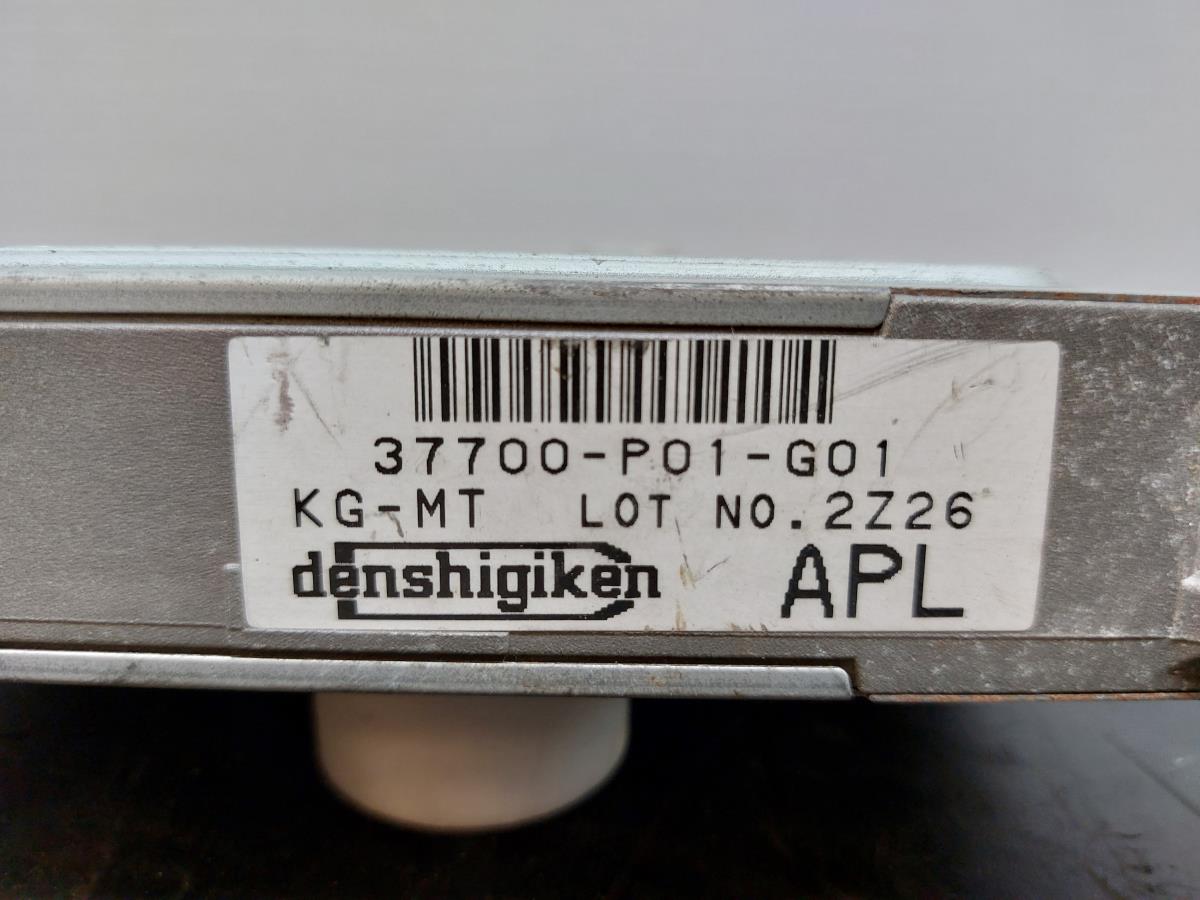 37700-P01-G01
KG-MT LOT NO.2Z26
denshigiken APL